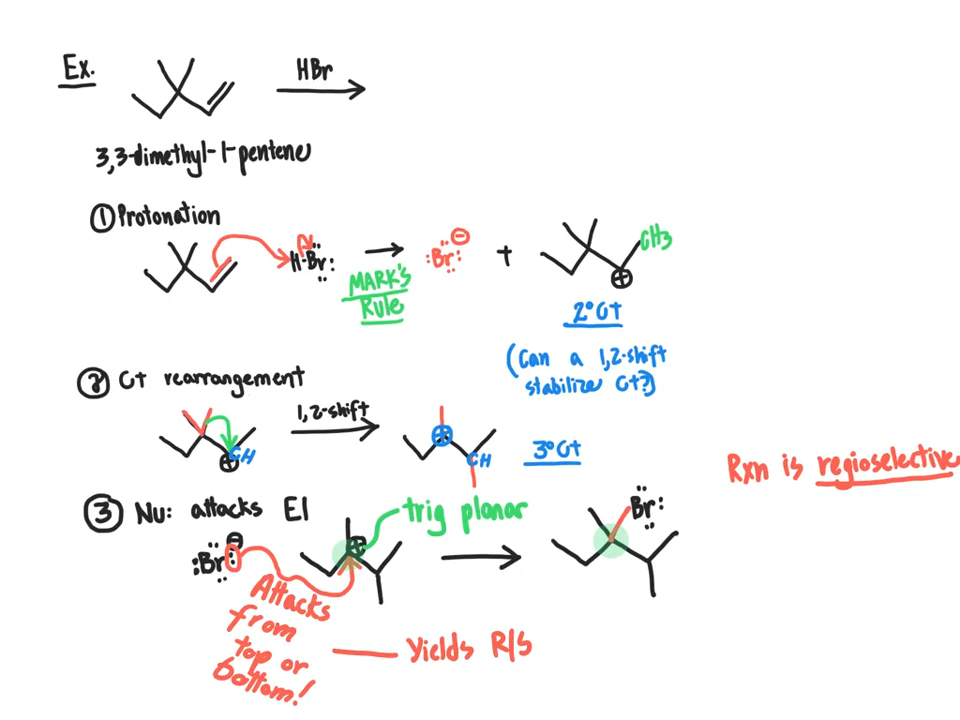 Ex.
HBr
3,3-dimethyl-1-pentene
① Protonation
H-Br:
MARK'S
RULE
:Br: ⊖
+
CH3
⊕
2° C+
(Can a 1,2-shift
stabilize C+?)
② C+ rearrangement
1,2-shift
⊕ CH
⊕
CH
3° C+
Rxn is regioselective
③ Nu: attacks El
trig planar
:Br: ⊖
⊕
Br:
Attacks
from
top or
bottom!
Yields R/S